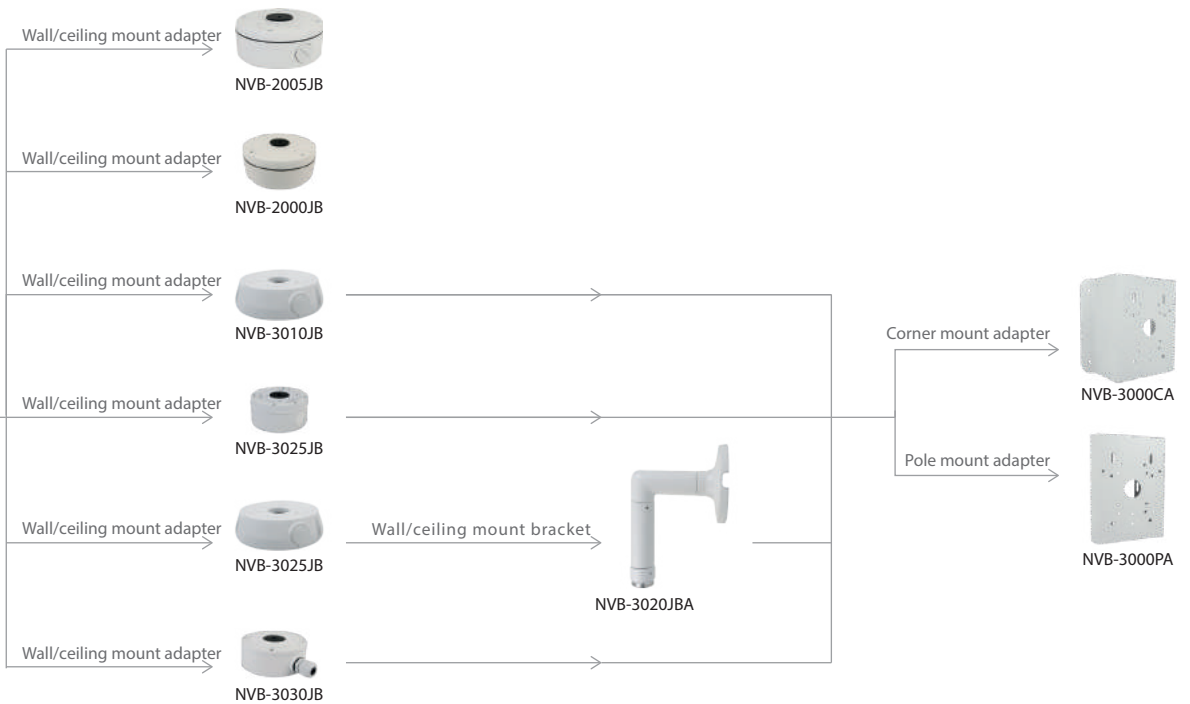 Wall/ceiling mount adapter
NVB-2005JB
Wall/ceiling mount adapter
NVB-2000JB
Wall/ceiling mount adapter
NVB-3010JB
Corner mount adapter
NVB-3000CA
Wall/ceiling mount adapter
NVB-3025JB
Pole mount adapter
NVB-3000PA
Wall/ceiling mount adapter
NVB-3025JB
Wall/ceiling mount bracket
NVB-3020JBA
Wall/ceiling mount adapter
NVB-3030JB